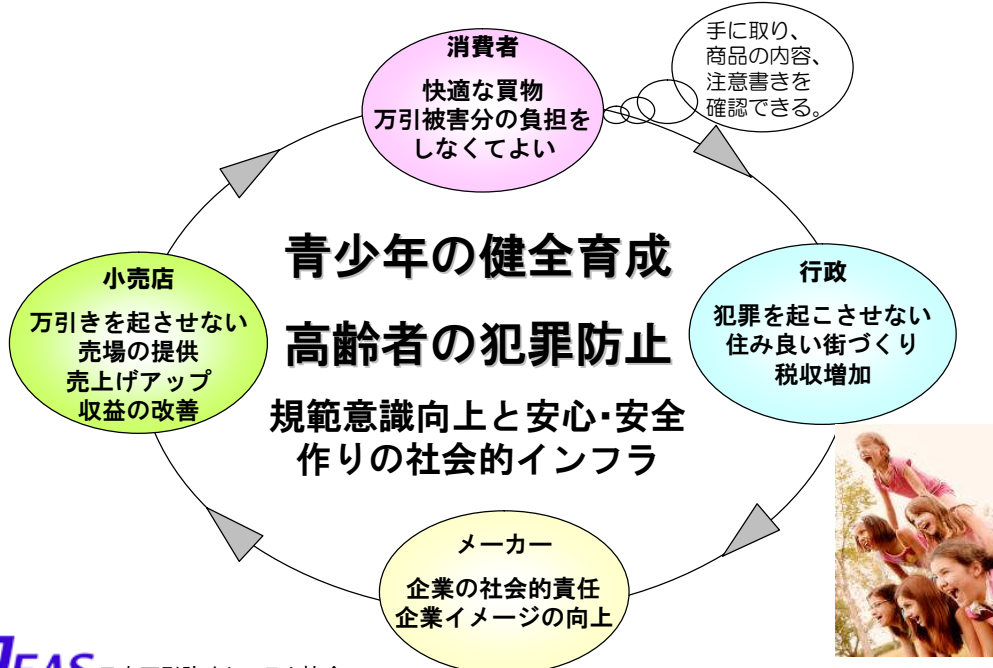 消費者
快適な買物
万引被害分の負担を
しなくてよい
手に取り、
商品の内容、
注意書きを
確認できる。
青少年の健全育成
高齢者の犯罪防止
規範意識向上と安心･安全
作りの社会的インフラ
小売店
万引きを起させない
売場の提供
売上げアップ
収益の改善
行政
犯罪を起こさせない
住み良い街づくり
税収増加
メーカー
企業の社会的責任
企業イメージの向上
EAS